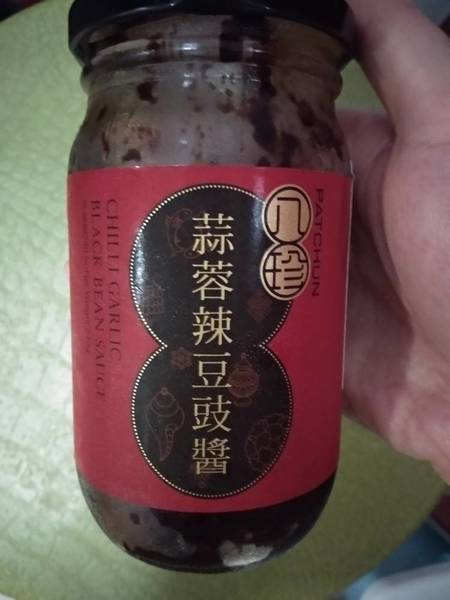 八珍
PATCHUN
蒜蓉辣豆豉醬
CHILLI GARLIC
BLACK BEAN SAUCE